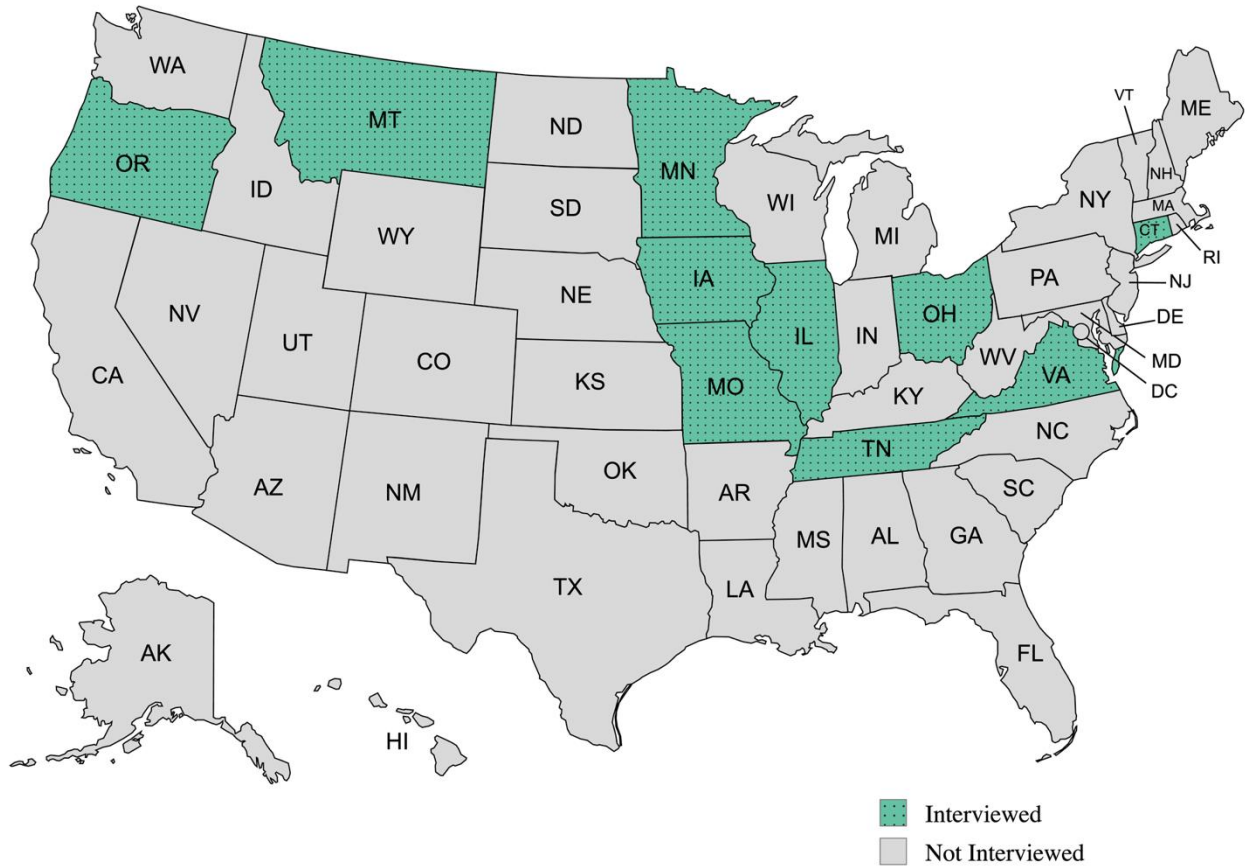 WA
MT
ND
MN
VT
ME
OR
ID
SD
WI
NH
NY
MA
WY
MI
CT
RI
IA
PA
NJ
NE
NV
OH
DE
UT
IL
IN
CO
WV
MD
CA
KS
MO
VA
DC
KY
NC
TN
OK
AZ
NM
AR
SC
MS
AL
GA
TX
LA
AK
FL
HI
Interviewed
Not Interviewed